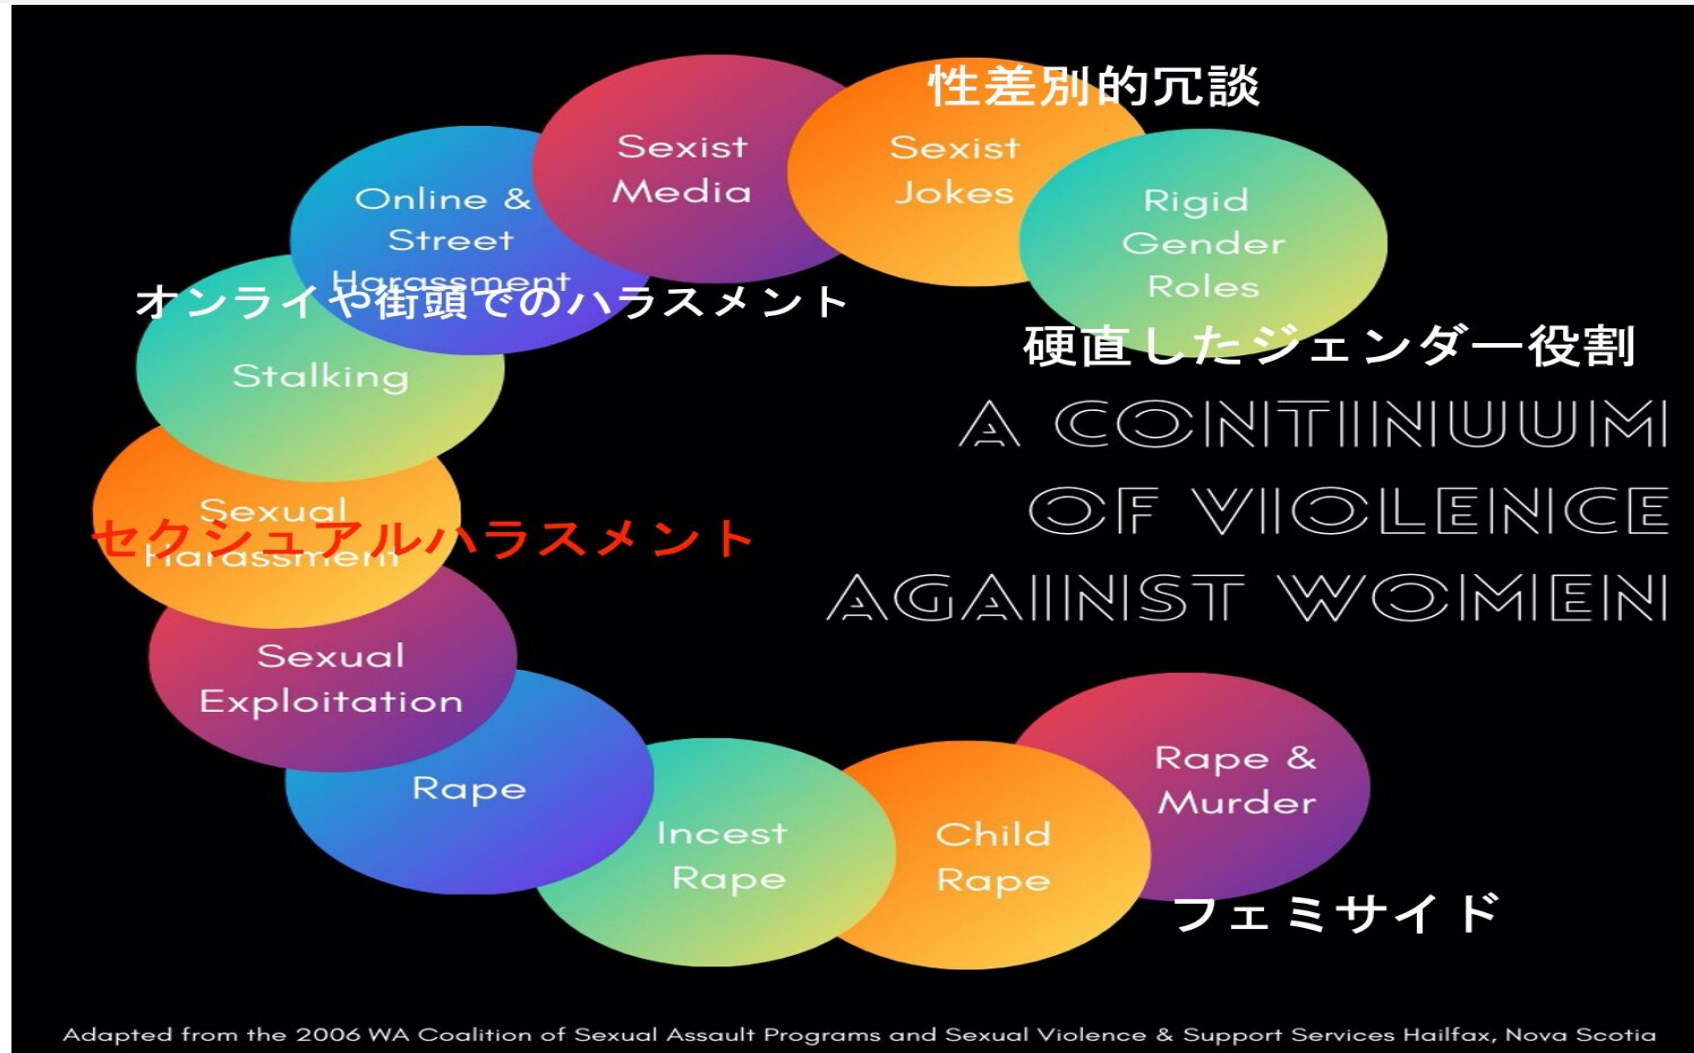 性差別的冗談
Sexist
Jokes
Sexist
Media
Rigid
Gender
Roles
硬直したジェンダー役割
Online &
Street
Harassment
オンライや街頭でのハラスメント
Stalking
A CONTINUUM
OF VIOLENCE
AGAINST WOMEN
Sexual
Harassment
セクシュアルハラスメント
Sexual
Exploitation
Rape
Incest
Rape
Child
Rape
Rape &
Murder
フェミサイド
Adapted from the 2006 WA Coalition of Sexual Assault Programs and Sexual Violence & Support Services Hailfax, Nova Scotia